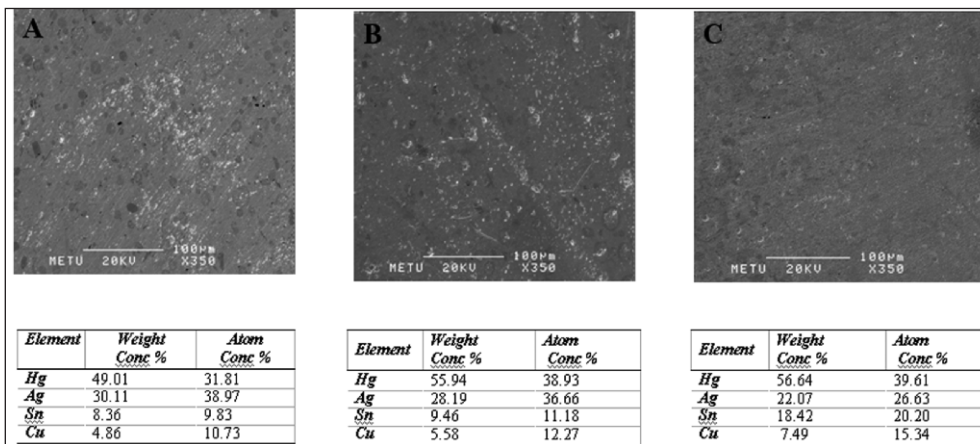 A
B
C
100µm
METU 20KV X350
100µm
METU 20KV X350
100µm
METU 20KV X350
Element Weight Conc % Atom Conc %
Hg 49.01 31.81
Ag 30.11 38.97
Sn 8.36 9.83
Cu 4.86 10.73
Element Weight Conc % Atom Conc %
Hg 55.94 38.93
Ag 28.19 36.66
Sn 9.46 11.18
Cu 5.58 12.27
Element Weight Conc % Atom Conc %
Hg 56.64 39.61
Ag 22.07 26.63
Sn 18.42 20.20
Cu 7.49 15.34